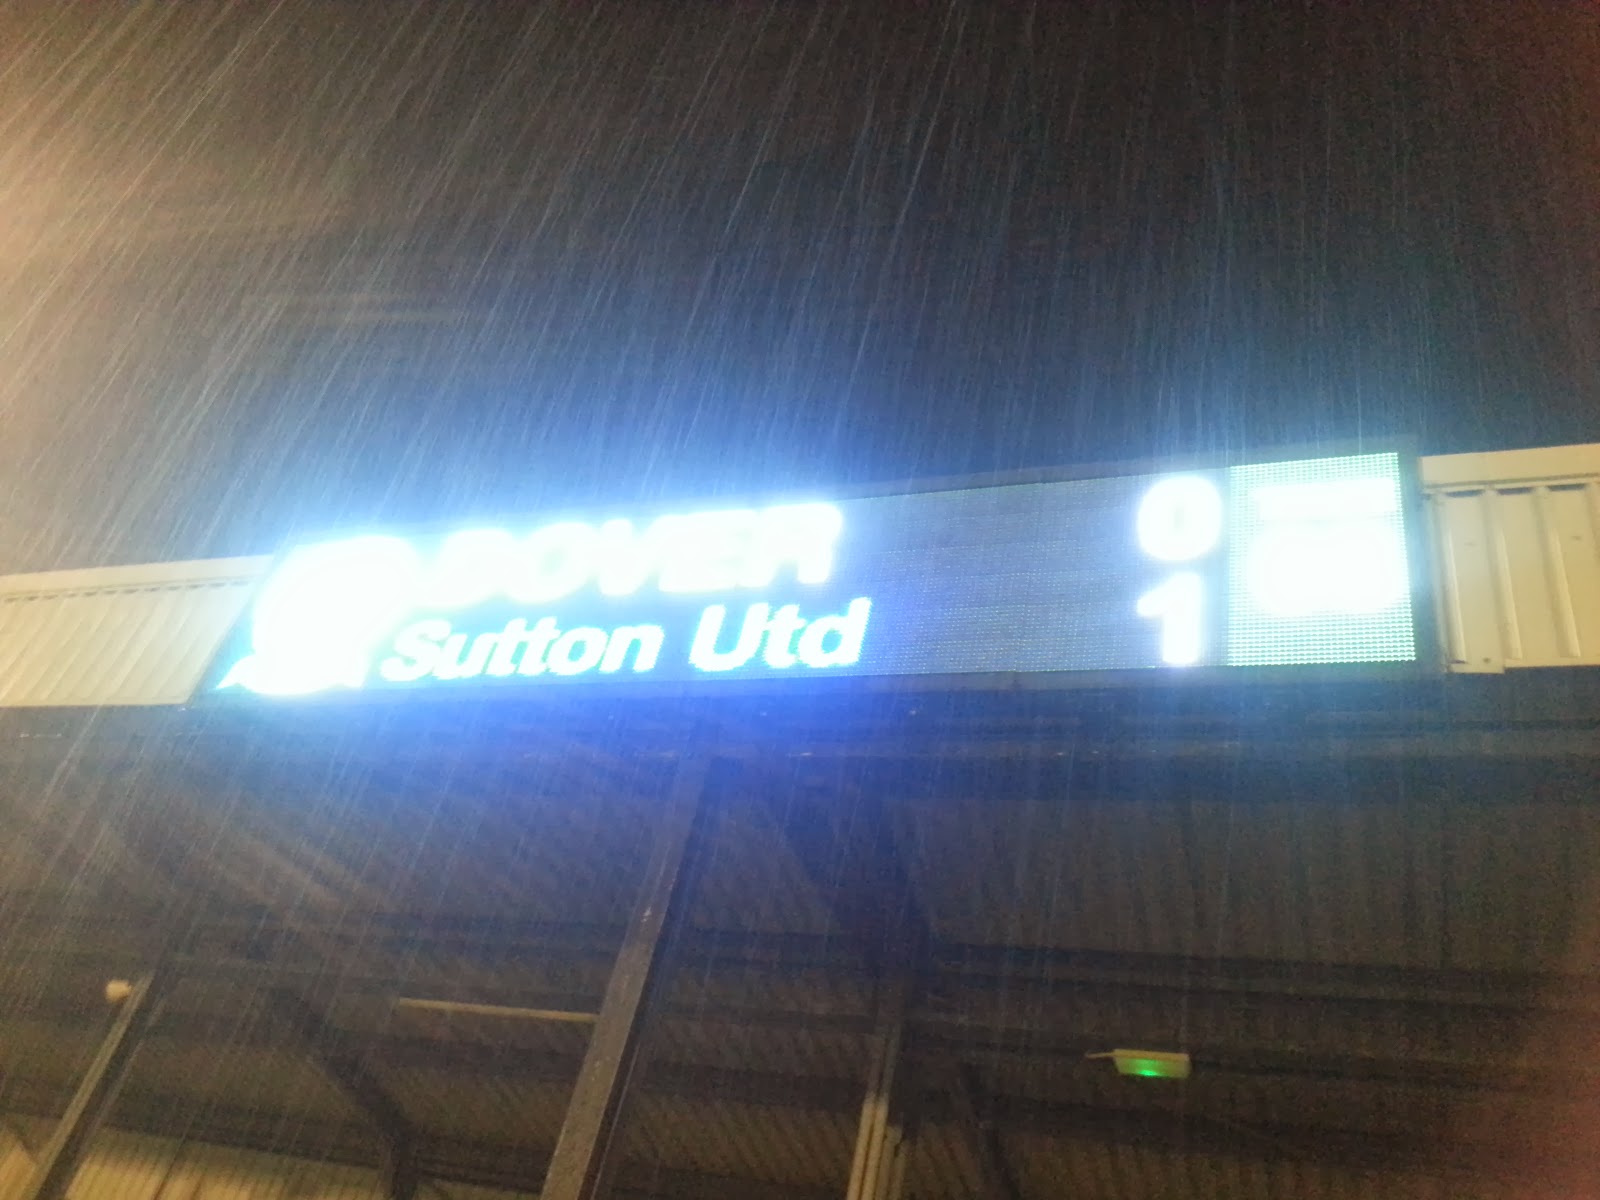 DOVER 0
Sutton Utd 1